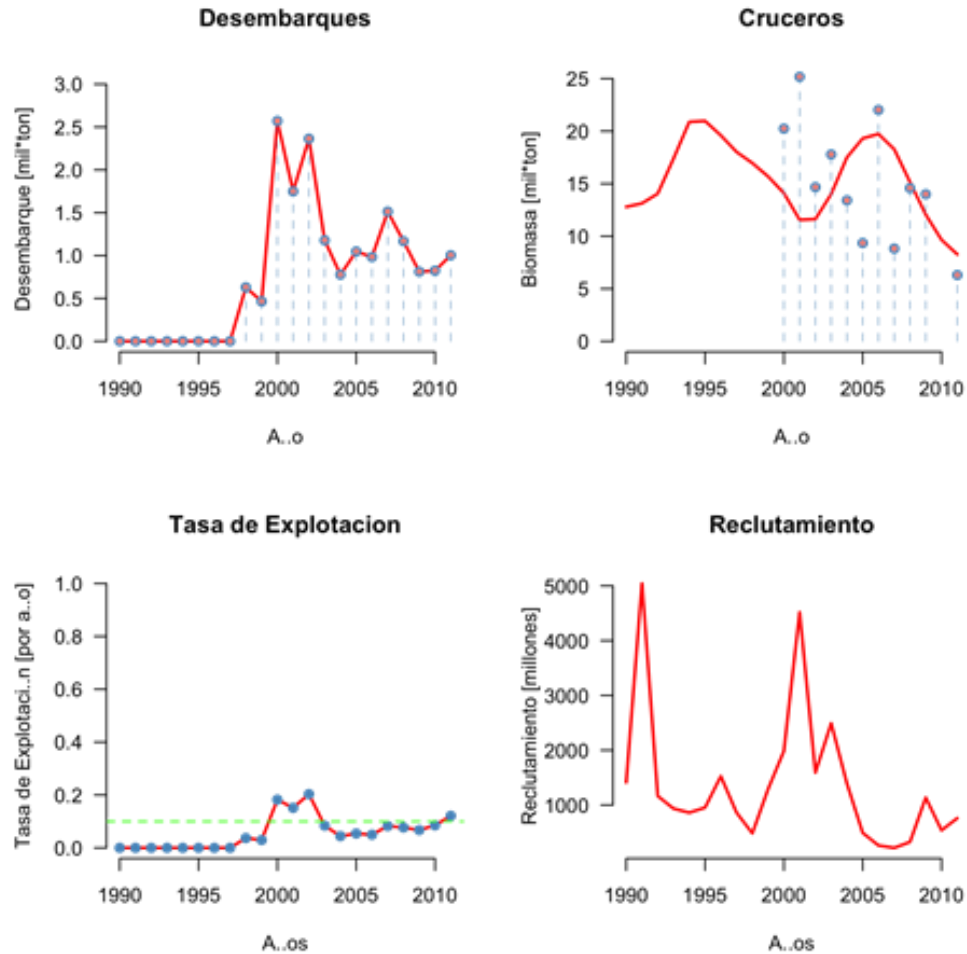 Desembarques
Desembarque [mil*ton]
3.0
2.5
2.0
1.5
1.0
0.5
0.0
1990 1995 2000 2005 2010
A..o
Cruceros
Biomasa [mil*ton]
25
20
15
10
5
0
1990 1995 2000 2005 2010
A..o
Tasa de Explotacion
Tasa de Explotaci..n [por a..o]
1.0
0.8
0.6
0.4
0.2
0.0
1990 1995 2000 2005 2010
A..os
Reclutamiento
Reclutamiento [millones]
5000
4000
3000
2000
1000
1990 1995 2000 2005 2010
A..os